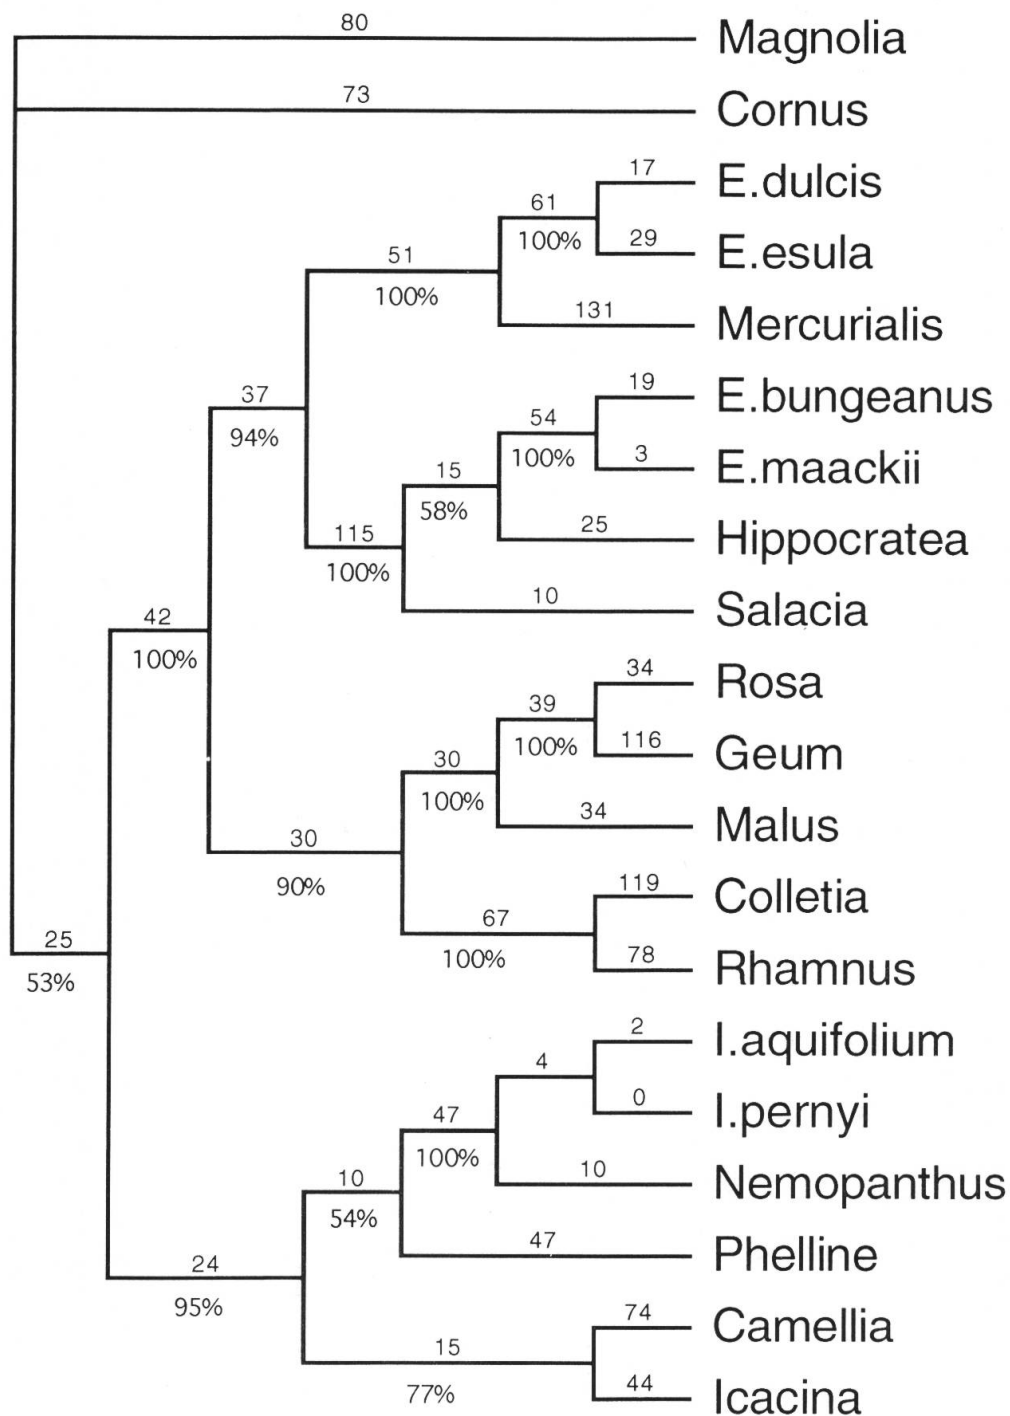 80
Magnolia
73
Cornus
17
E.dulcis
61
100%
29
E.esula
51
100%
131
Mercurialis
19
E.bungeanus
37
94%
54
100%
3
E.maackii
15
58%
25
Hippocratea
115
100%
10
Salacia
42
100%
34
Rosa
39
100%
116
Geum
30
100%
34
Malus
30
90%
119
Colletia
67
100%
78
Rhamnus
25
53%
2
I.aquifolium
4
0
I.pernyi
47
100%
10
Nemopanthus
10
54%
47
Phelline
24
95%
74
Camellia
15
77%
44
Icacina